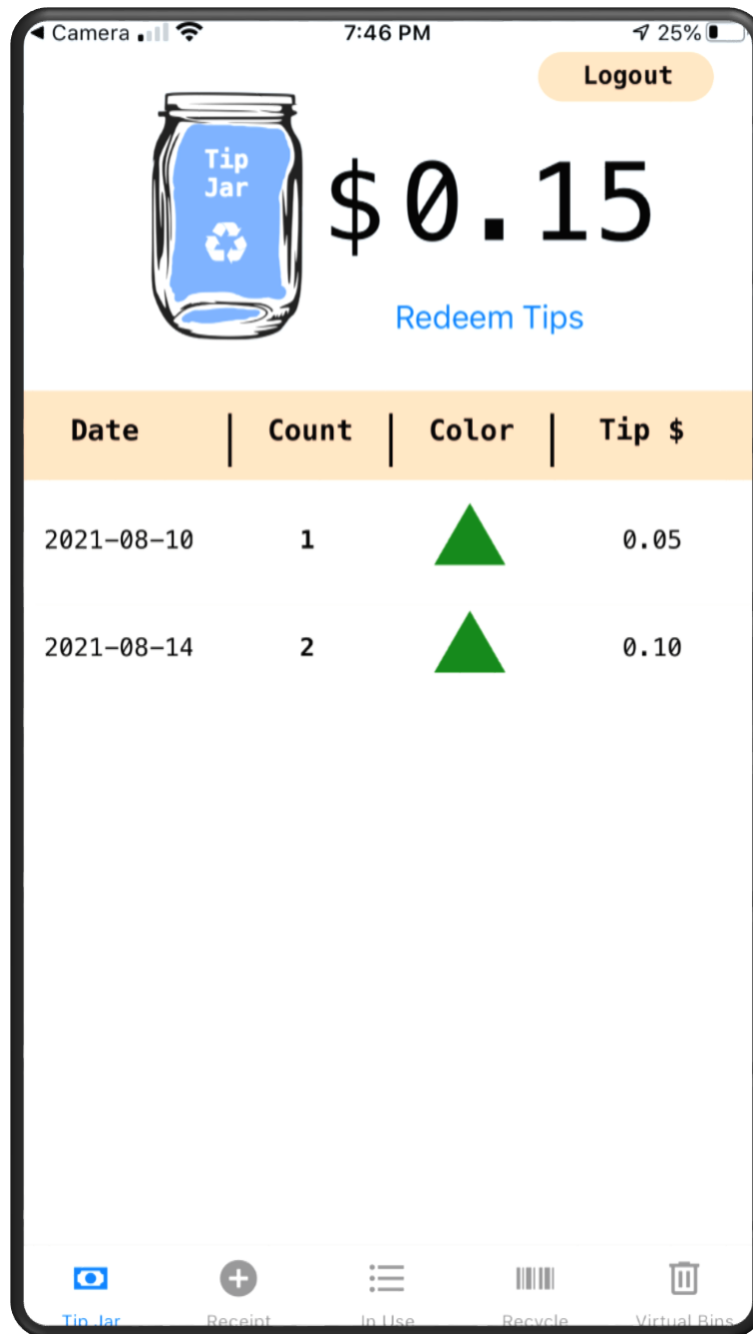 ◀ Camera 7:46 PM 25%
Logout
Tip
Jar
$0.15
Redeem Tips
Date | Count | Color | Tip $
2021-08-10 1 0.05
2021-08-14 2 0.10
Tip Jar Receipt In Use Recycle Virtual Bins